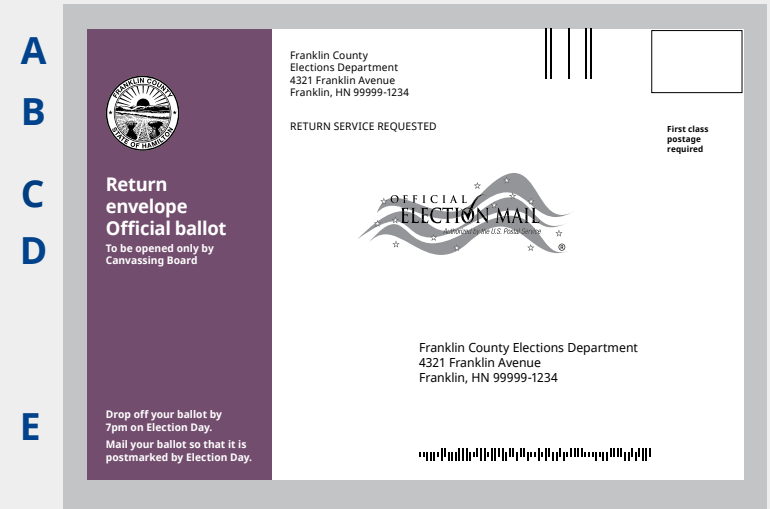 A
B
C
D
E
FRANKLIN COUNTY
STATE OF HAMILTON
Return
envelope
Official ballot
To be opened only by
Canvassing Board
Drop off your ballot by
7pm on Election Day.
Mail your ballot so that it is
postmarked by Election Day.
Franklin County
Elections Department
4321 Franklin Avenue
Franklin, HN 99999-1234
RETURN SERVICE REQUESTED
First class
postage
required
OFFICIAL
ELECTION MAIL
Authorized by the U.S. Postal Service
®
Franklin County Elections Department
4321 Franklin Avenue
Franklin, HN 99999-1234